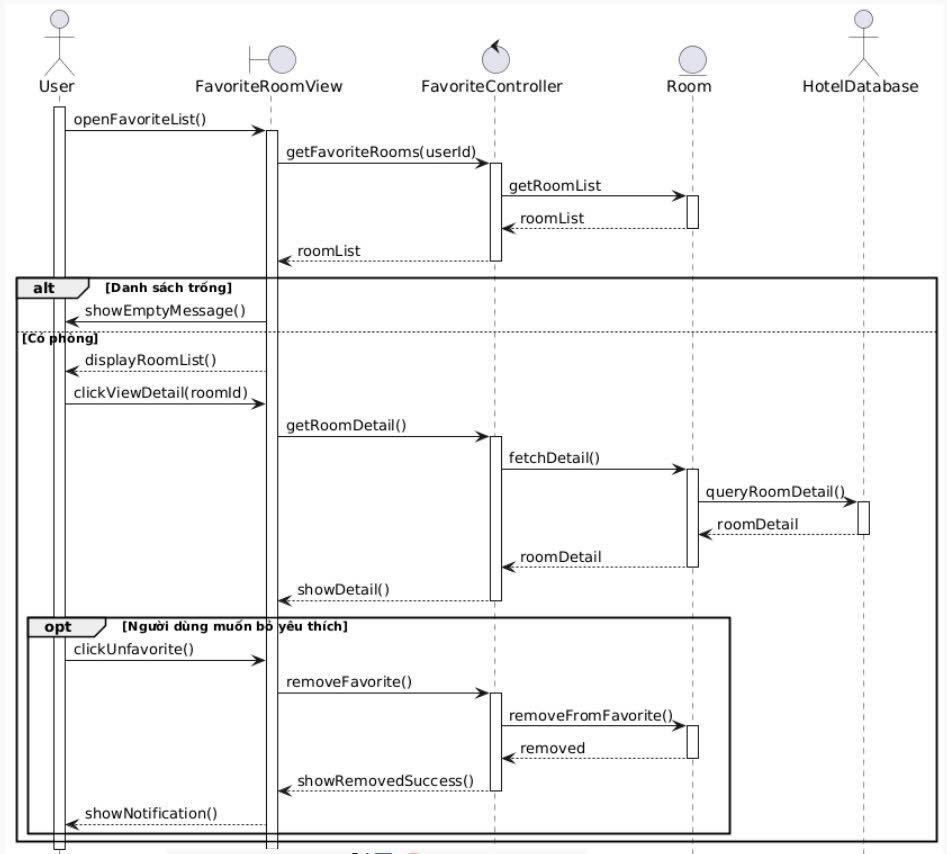 User
FavoriteRoomView
FavoriteController
Room
HotelDatabase
openFavoriteList()
getFavoriteRooms(userId)
getRoomList
roomList
roomList
alt
[Danh sách trống]
showEmptyMessage()
[Có phòng]
displayRoomList()
clickViewDetail(roomId)
getRoomDetail()
fetchDetail()
queryRoomDetail()
roomDetail
roomDetail
showDetail()
opt
[Người dùng muốn bỏ yêu thích]
clickUnfavorite()
removeFavorite()
removeFromFavorite()
removed
showRemovedSuccess()
showNotification()